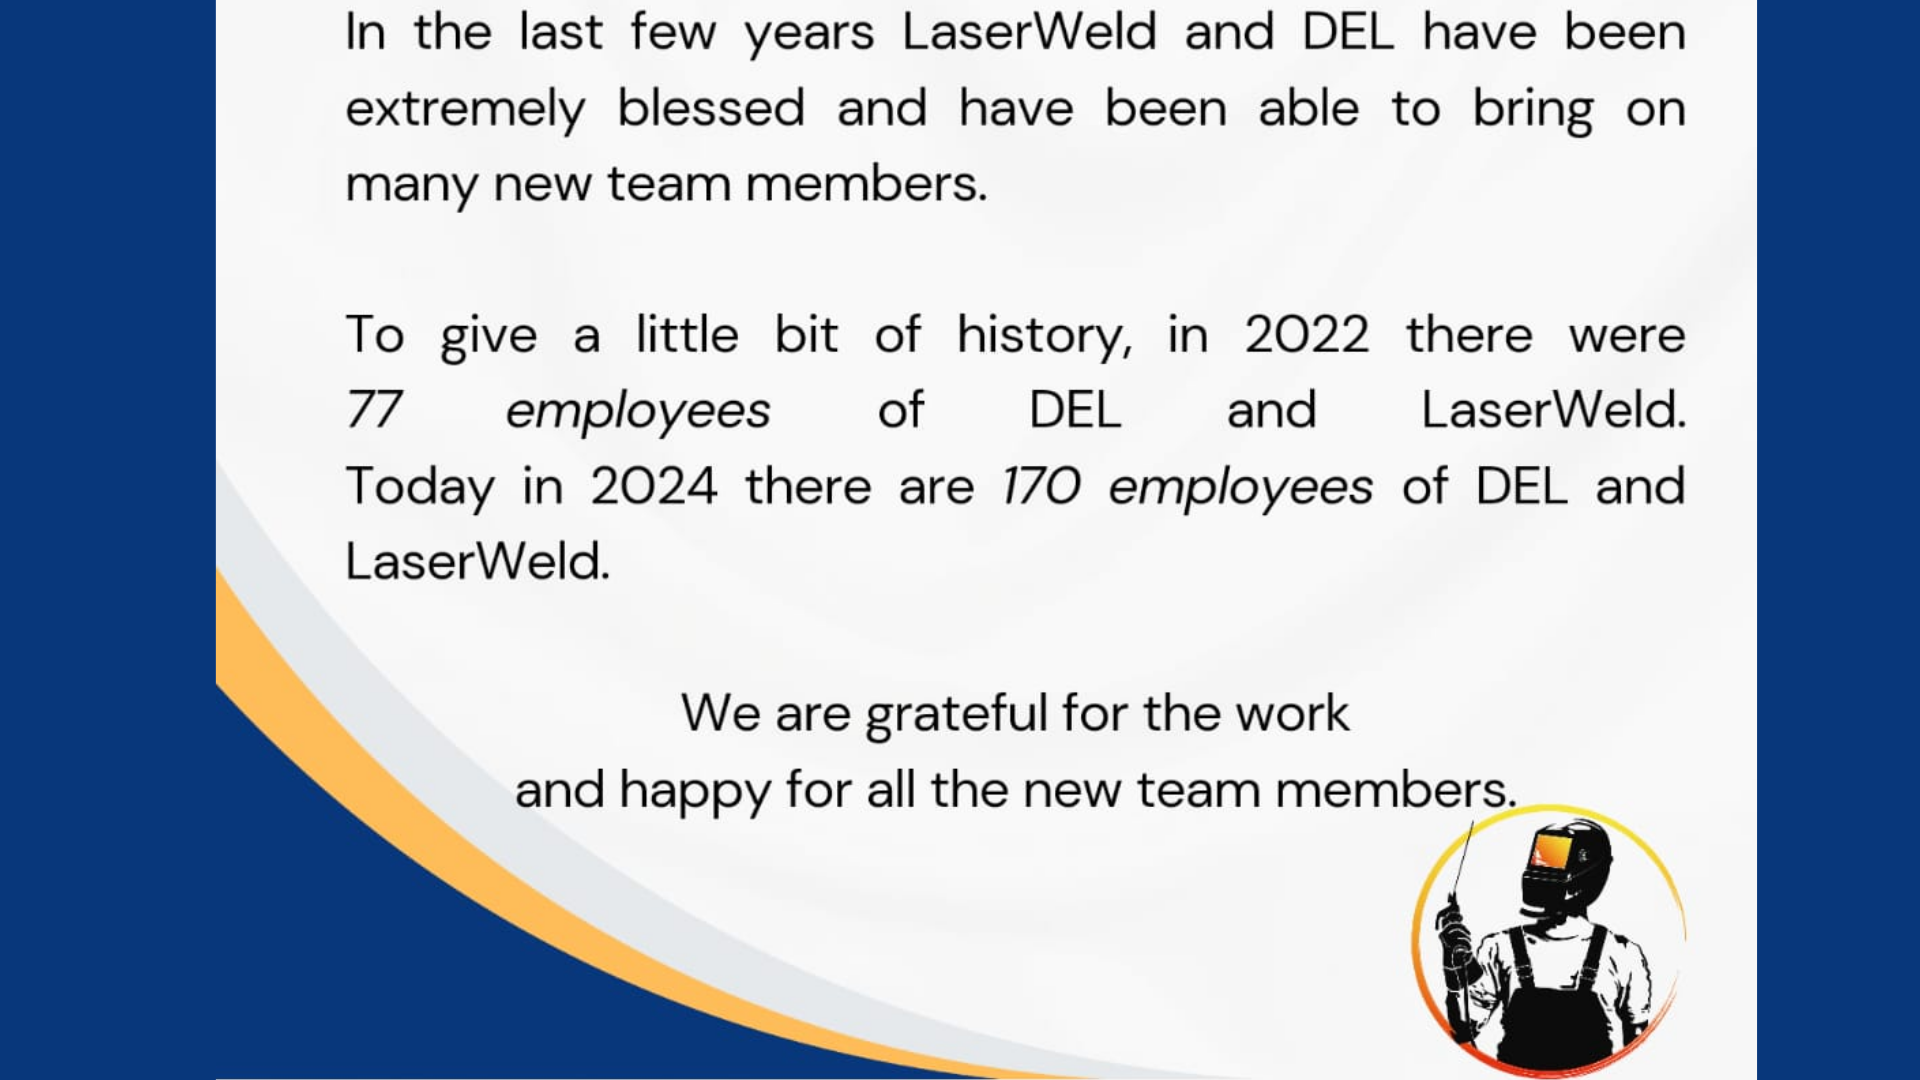 In the last few years LaserWeld and DEL have been
extremely blessed and have been able to bring on
many new team members.
To give a little bit of history, in 2022 there were
77 employees of DEL and LaserWeld.
Today in 2024 there are 170 employees of DEL and
LaserWeld.
We are grateful for the work
and happy for all the new team members.